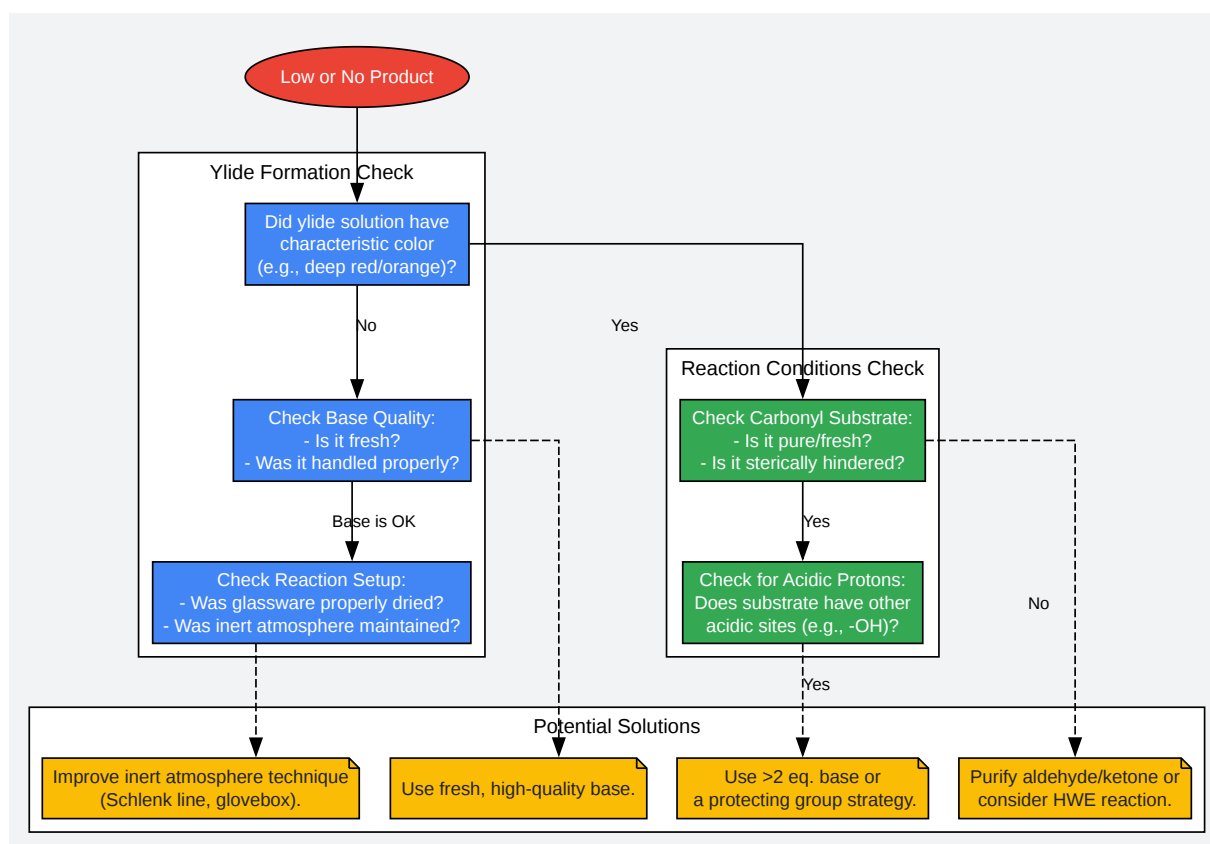 Low or No Product
Ylide Formation Check
Did ylide solution have
characteristic color
(e.g., deep red/orange)?
No
Yes
Reaction Conditions Check
Check Base Quality:
- Is it fresh?
- Was it handled properly?
Check Carbonyl Substrate:
- Is it pure/fresh?
- Is it sterically hindered?
Base is OK
Yes
Check Reaction Setup:
- Was glassware properly dried?
- Was inert atmosphere maintained?
Check for Acidic Protons:
Does substrate have other
acidic sites (e.g., -OH)?
No
Yes
Potential Solutions
Improve inert atmosphere technique
(Schlenk line, glovebox).
Use fresh, high-quality base.
Use >2 eq. base or
a protecting group strategy.
Purify aldehyde/ketone or
consider HWE reaction.